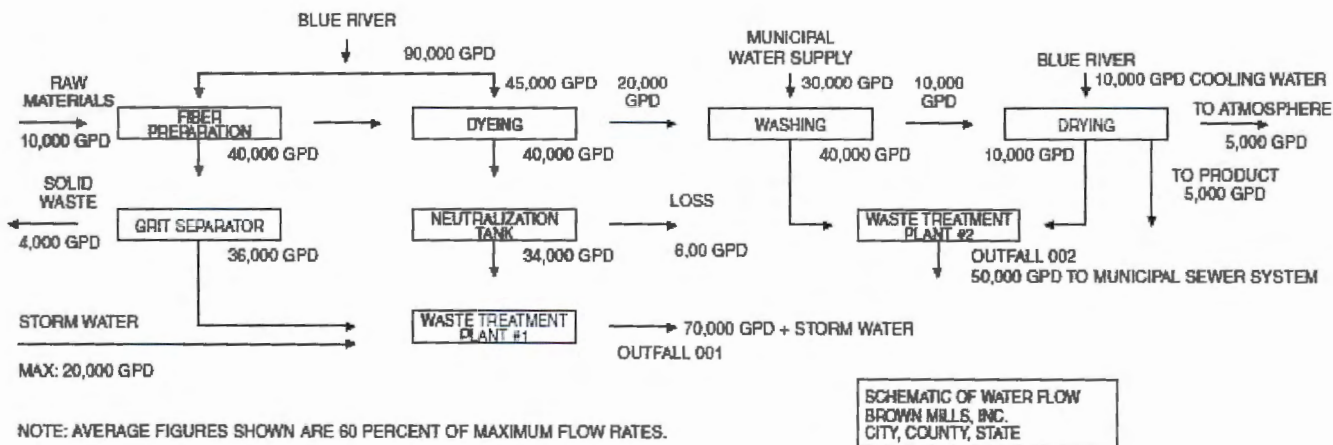 BLUE RIVER
90,000 GPD
RAW
MATERIALS
10,000 GPD
FIBER
PREPARATION
40,000 GPD
45,000 GPD
DYEING
40,000 GPD
20,000
GPD
MUNICIPAL
WATER SUPPLY
30,000 GPD
WASHING
40,000 GPD
10,000
GPD
BLUE RIVER
10,000 GPD COOLING WATER
DRYING
10,000 GPD
TO ATMOSPHERE
5,000 GPD
TO PRODUCT
5,000 GPD
SOLID
WASTE
4,000 GPD
GRIT SEPARATOR
36,000 GPD
NEUTRALIZATION
TANK
34,000 GPD
LOSS
6,00 GPD
WASTE TREATMENT
PLANT #2
OUTFALL 002
50,000 GPD TO MUNICIPAL SEWER SYSTEM
STORM WATER
MAX: 20,000 GPD
WASTE TREATMENT
PLANT #1
70,000 GPD + STORM WATER
OUTFALL 001
NOTE: AVERAGE FIGURES SHOWN ARE 60 PERCENT OF MAXIMUM FLOW RATES.
SCHEMATIC OF WATER FLOW
BROWN MILLS, INC.
CITY, COUNTY, STATE